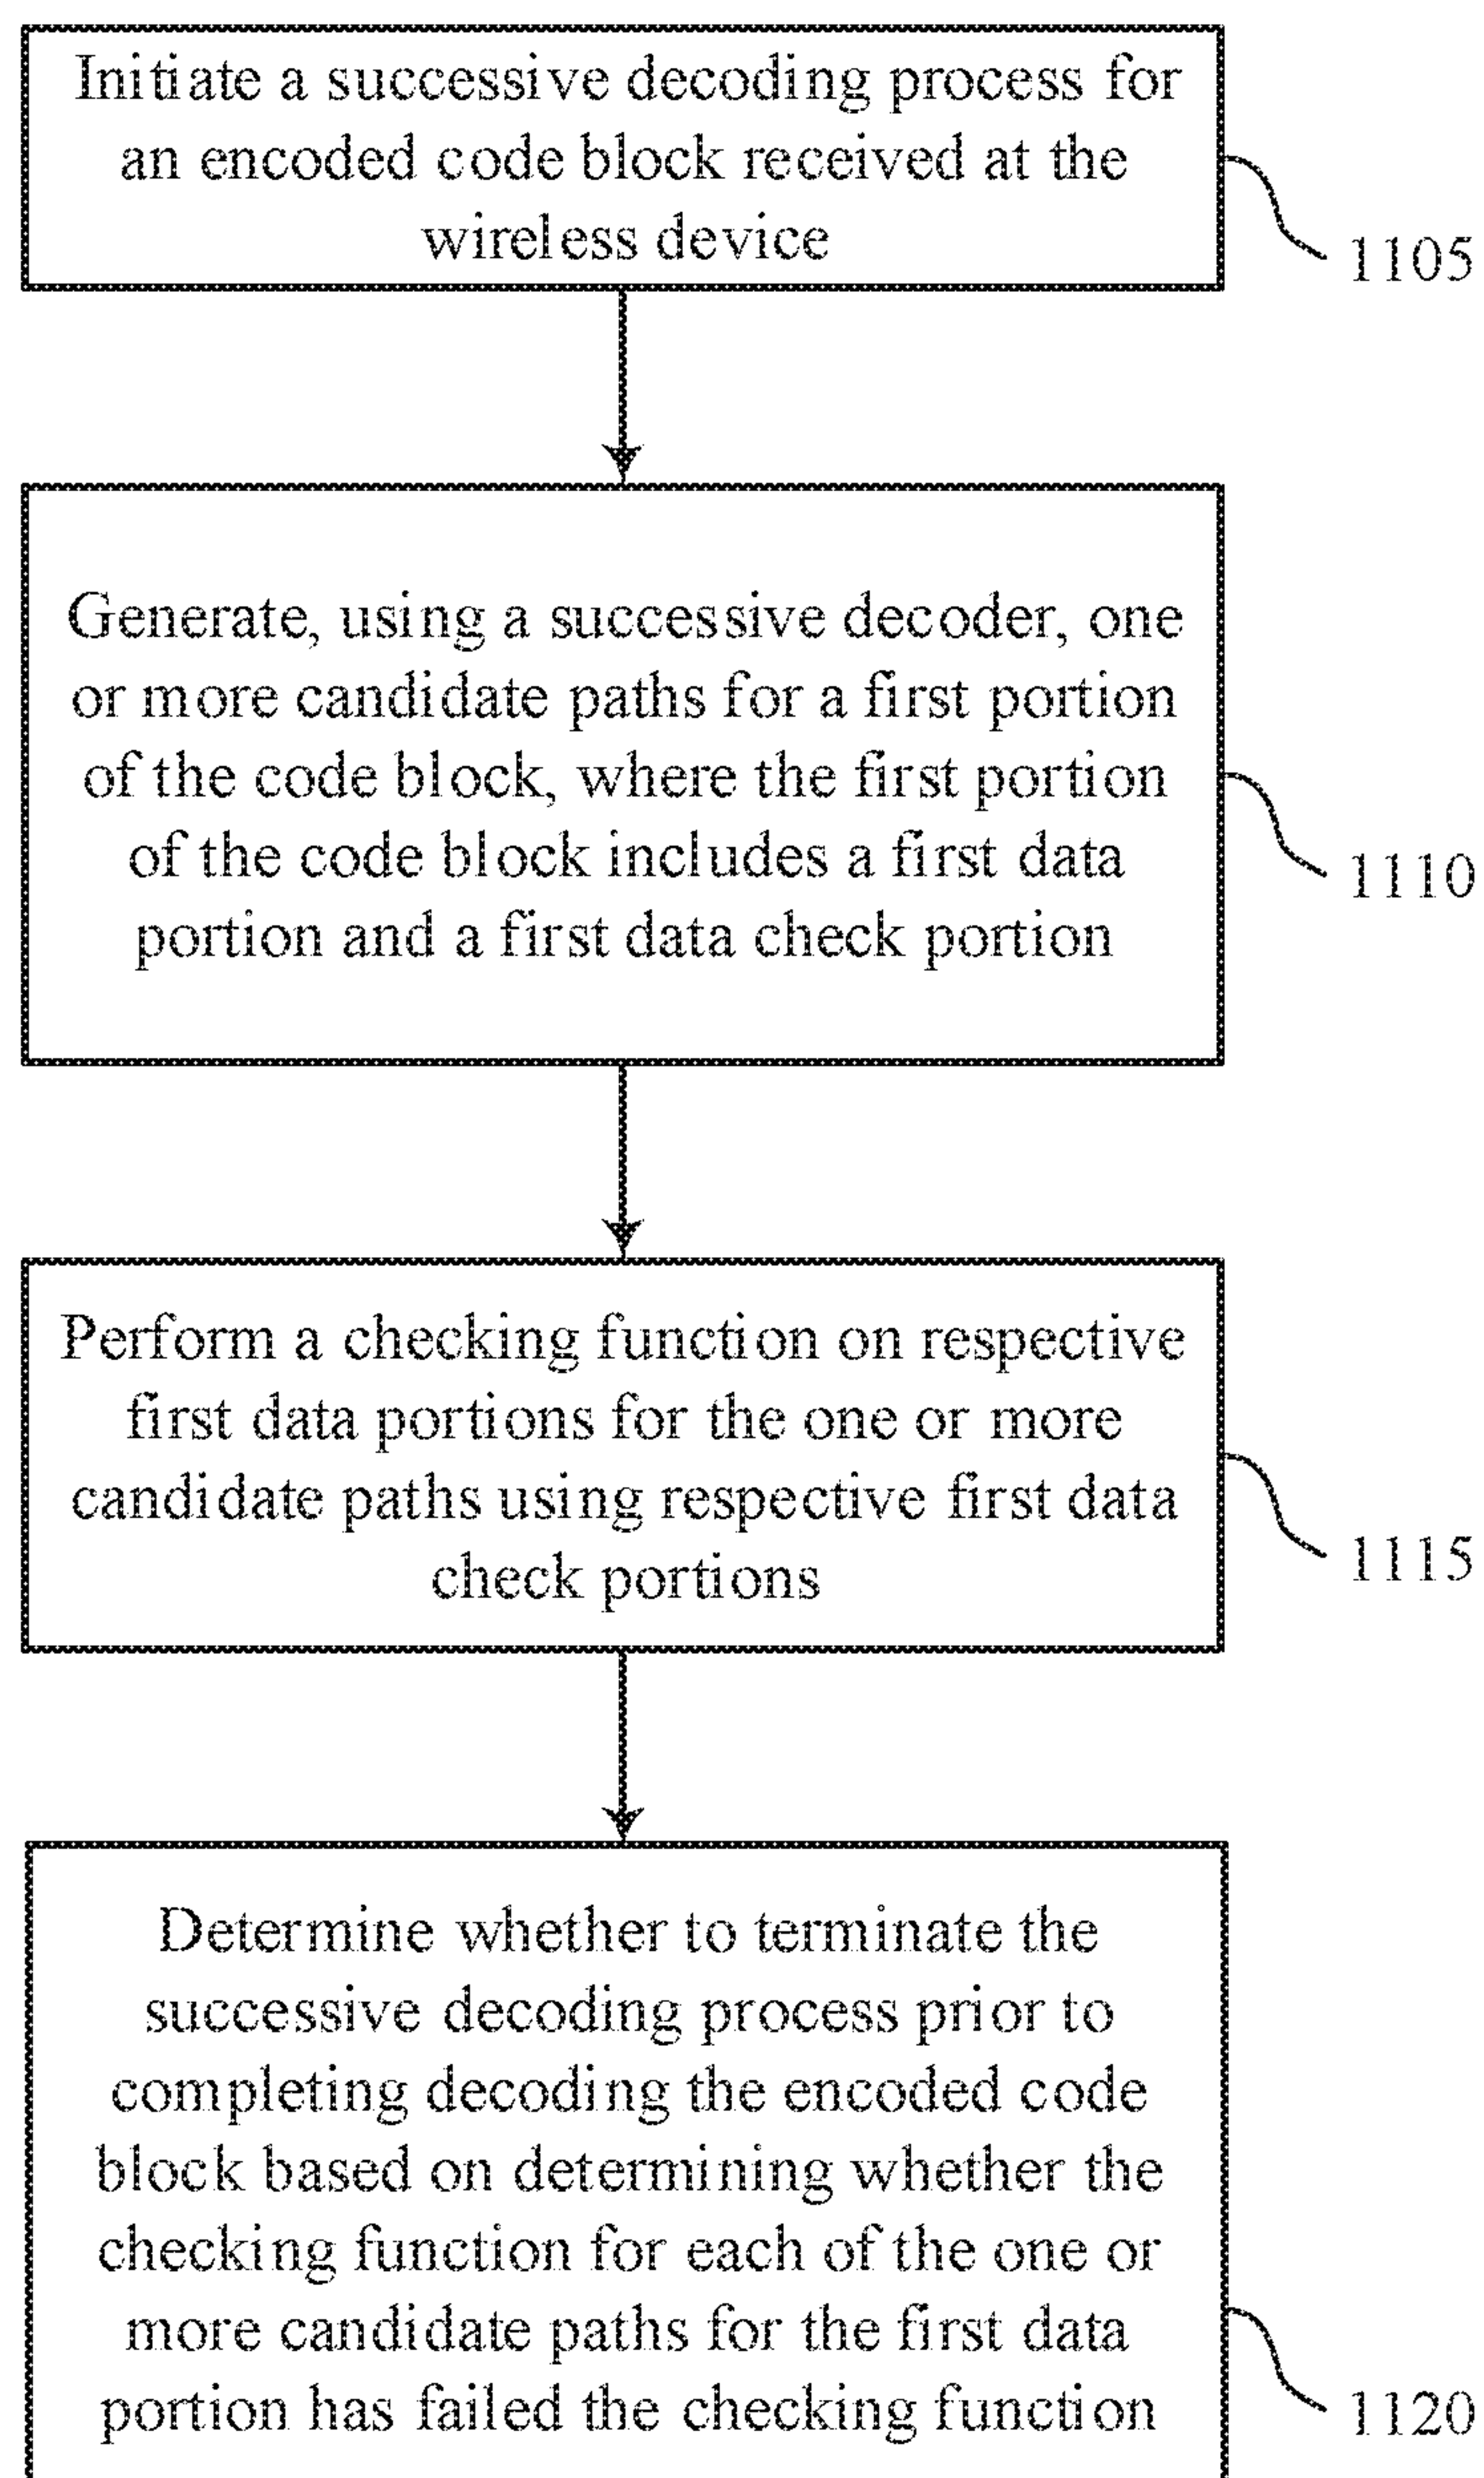 Initiate a successive decoding process for
an encoded code block received at the
wireless device
1105
Generate, using a successive decoder, one
or more candidate paths for a first portion
of the code block, where the first portion
of the code block includes a first data
portion and a first data check portion
1110
Perform a checking function on respective
first data portions for the one or more
candidate paths using respective first data
check portions
1115
Determine whether to terminate the
successive decoding process prior to
completing decoding the encoded code
block based on determining whether the
checking function for each of the one or
more candidate paths for the first data
portion has failed the checking function
1120